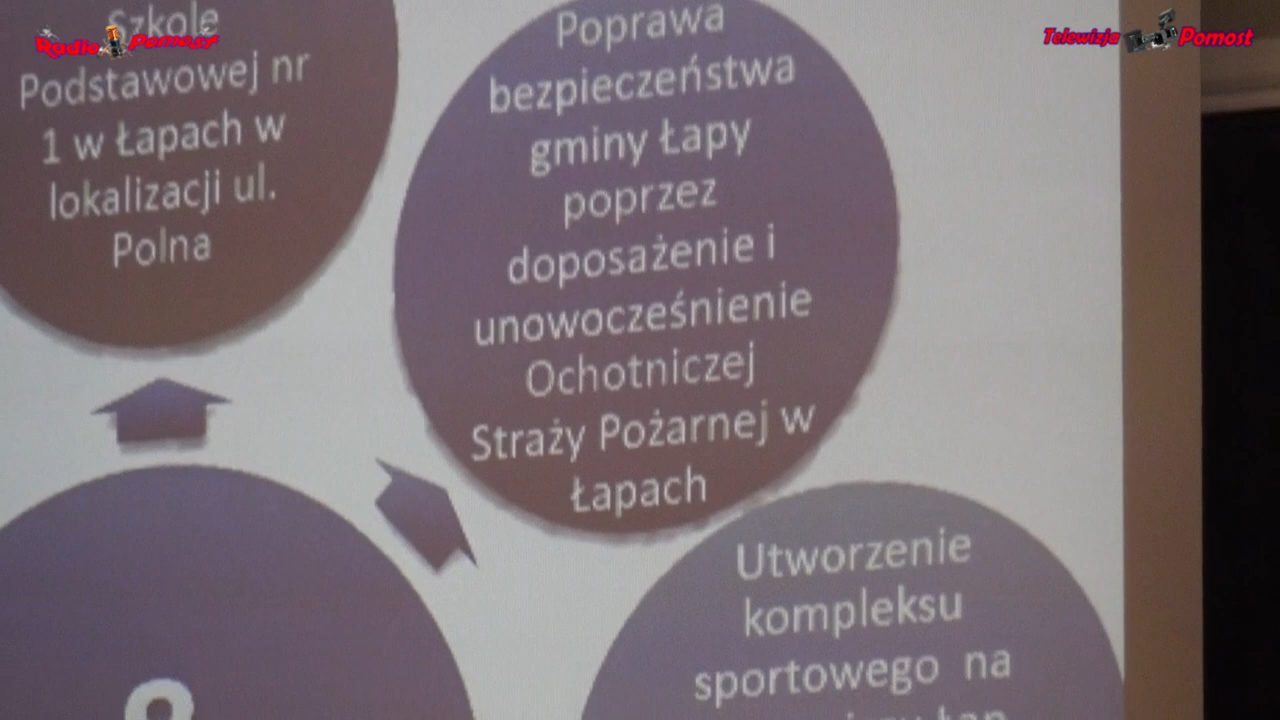 Radio Pomost
Telewizja Pomost
Szkole
Podstawowej nr
1 w Łapach w
lokalizacji ul.
Polna
Poprawa
bezpieczeństwa
gminy Łapy
poprzez
doposażenie i
unowocześnienie
Ochotniczej
Straży Pożarnej w
Łapach
Utworzenie
kompleksu
sportowego na